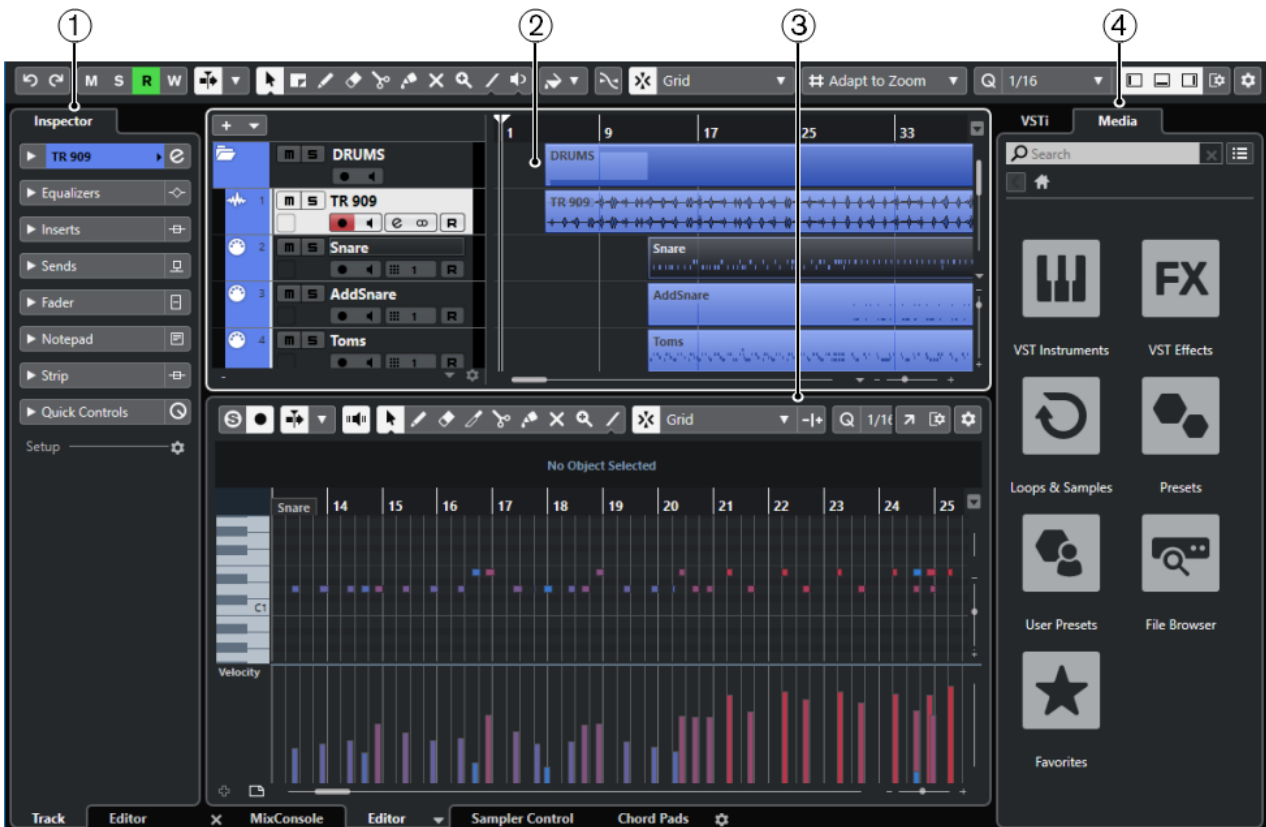 1 2 3 4
M S R W Grid Adapt to Zoom Q 1/16
Inspector
TR 909
Equalizers
Inserts
Sends
Fader
Notepad
Strip
Quick Controls
Setup
1 9 17 25 33
m S DRUMS
1 m S TR 909
R
2 m S Snare
1 R
3 m S AddSnare
1 R
4 m S Toms
1 R
DRUMS
TR 909
Snare
AddSnare
Toms
VSTi Media
Search
VST Instruments FX VST Effects
Loops & Samples Presets
User Presets File Browser
Favorites
S Grid Q 1/16
No Object Selected
Snare 14 15 16 17 18 19 20 21 22 23 24 25
C1
Velocity
Track Editor MixConsole Editor Sampler Control Chord Pads